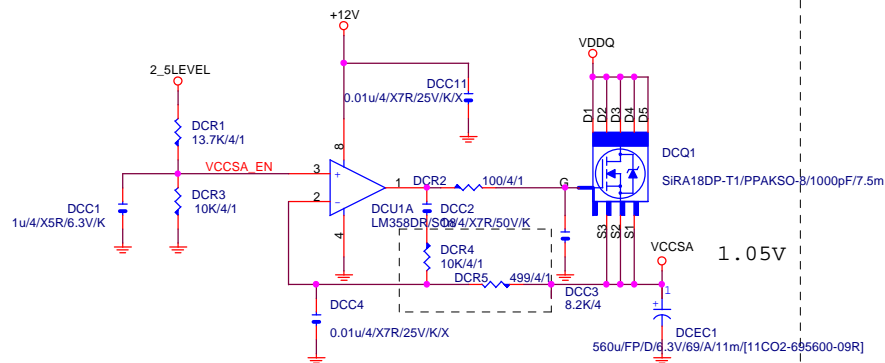 +12V
VDDQ
2_5LEVEL
DCC11
0.01u/4/X7R/25V/K/X
D1
D2
D3
D4
D5
DCR1
13.7K/4/1
8
DCQ1
VCCSA_EN
3
+
1
DCR2
100/4/1
G
SiRA18DP-T1/PPAKSO-8/1000pF/7.5m
DCR3
10K/4/1
2
-
DCC1
1u/4/X5R/6.3V/K
DCU1A
LM358DR/SO8
DCC2
/4/X7R/50V/K
4
S3
S2
S1
DCR4
10K/4/1
VCCSA
1.05V
DCR5
499/4/1
DCC3
8.2K/4
1
+
DCC4
0.01u/4/X7R/25V/K/X
DCEC1
560u/FP/D/6.3V/69/A/11m/[11CO2-695600-09R]